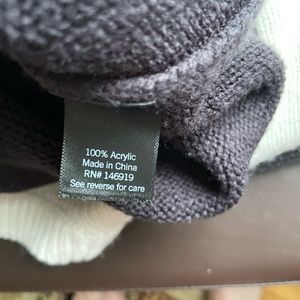 100% Acrylic
Made in China
RN# 146919
See reverse for care